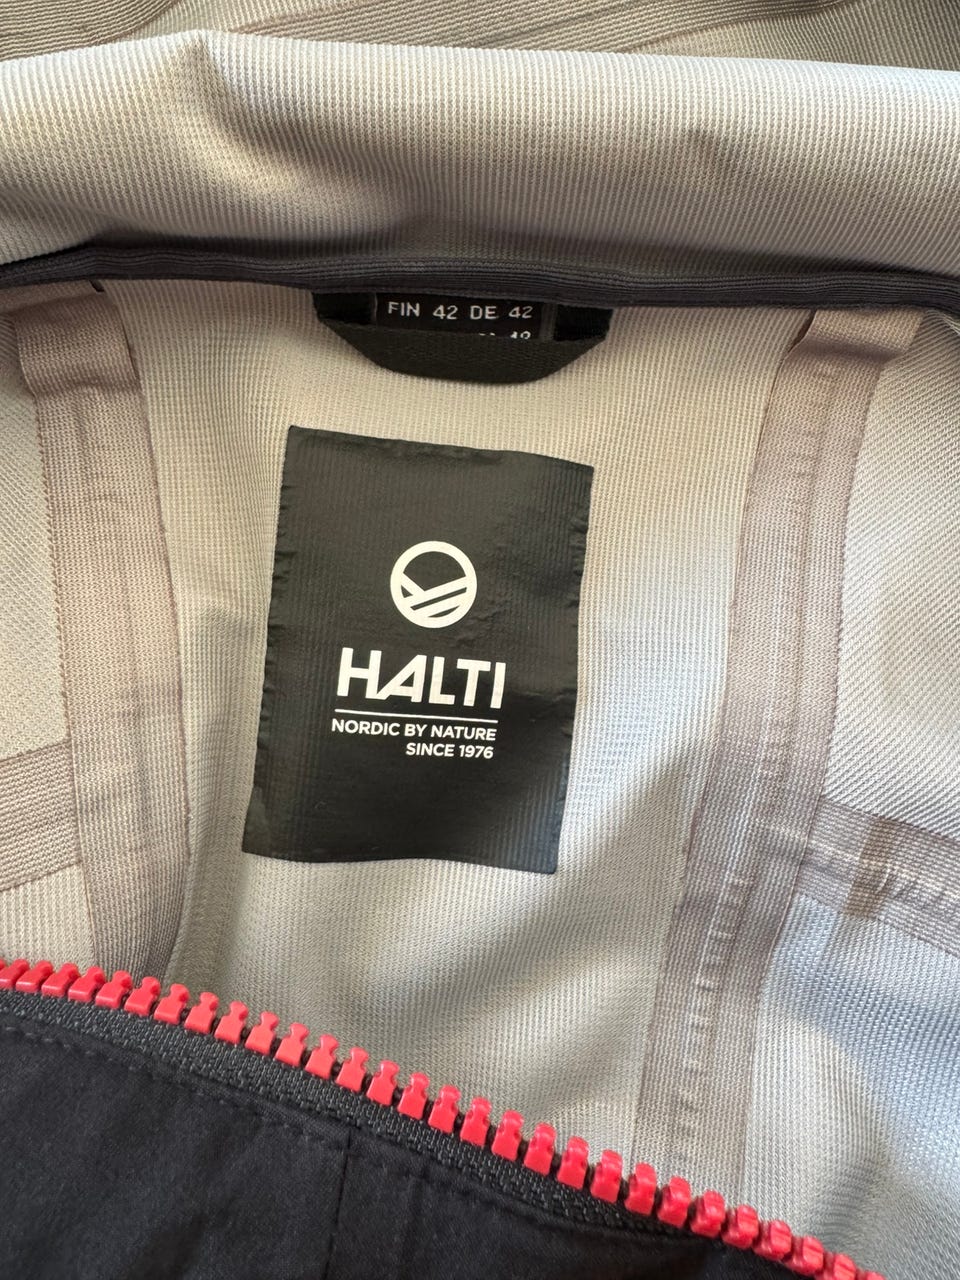 FIN 42 DE 42
HALTI
NORDIC BY NATURE
SINCE 1976